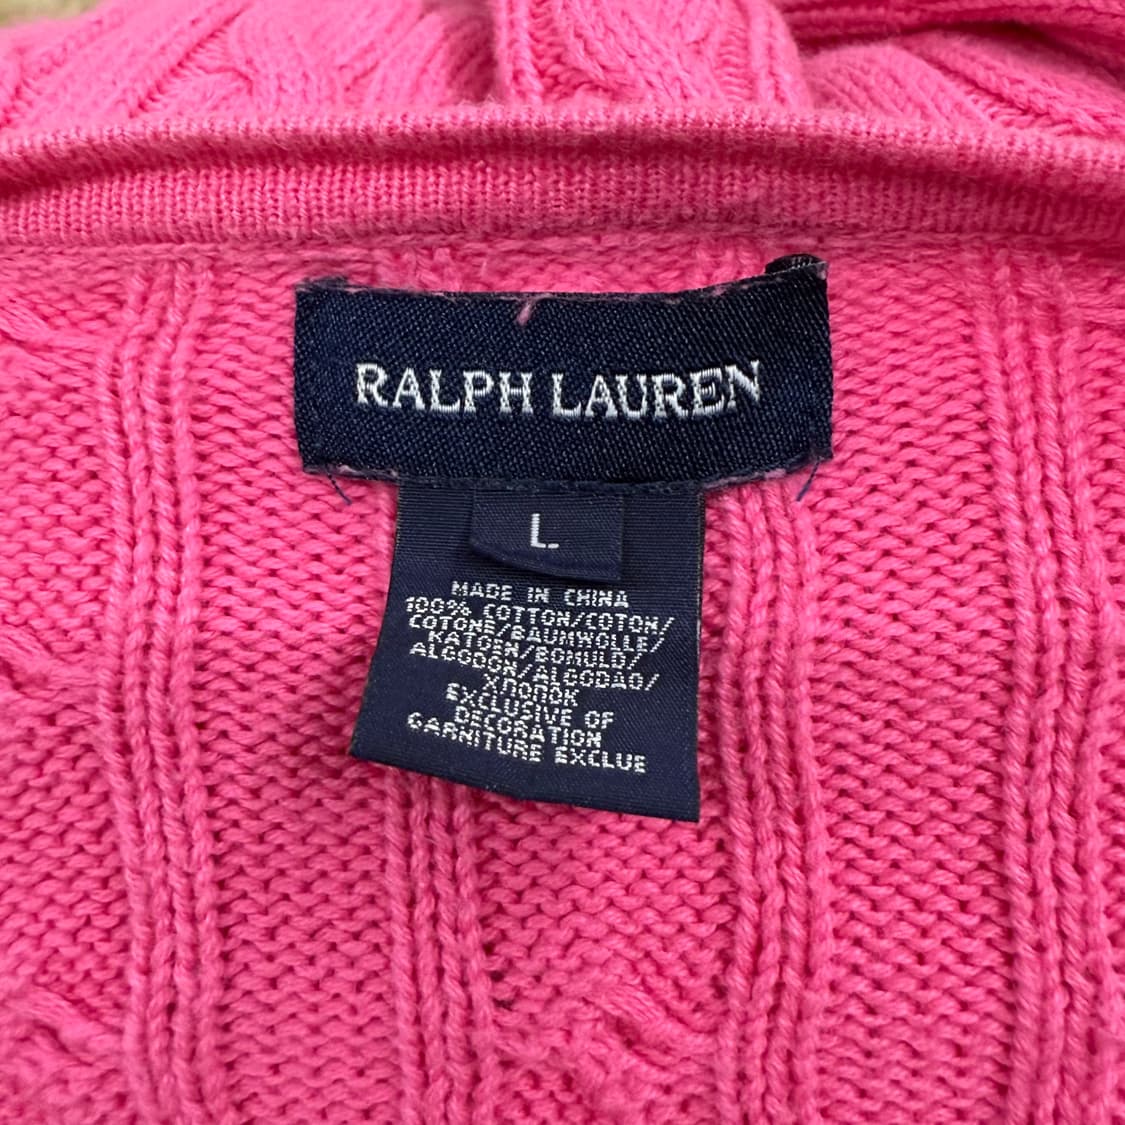 RALPH LAUREN
L
MADE IN CHINA
100% COTTON/COTON/
COTONE/BAUMWOLLE/
KATOEN/BOMULD/
ALGODON/ALGODAO/
ХПОПОК
EXCLUSIVE OF
DECORATION
GARNITURE EXCLUE